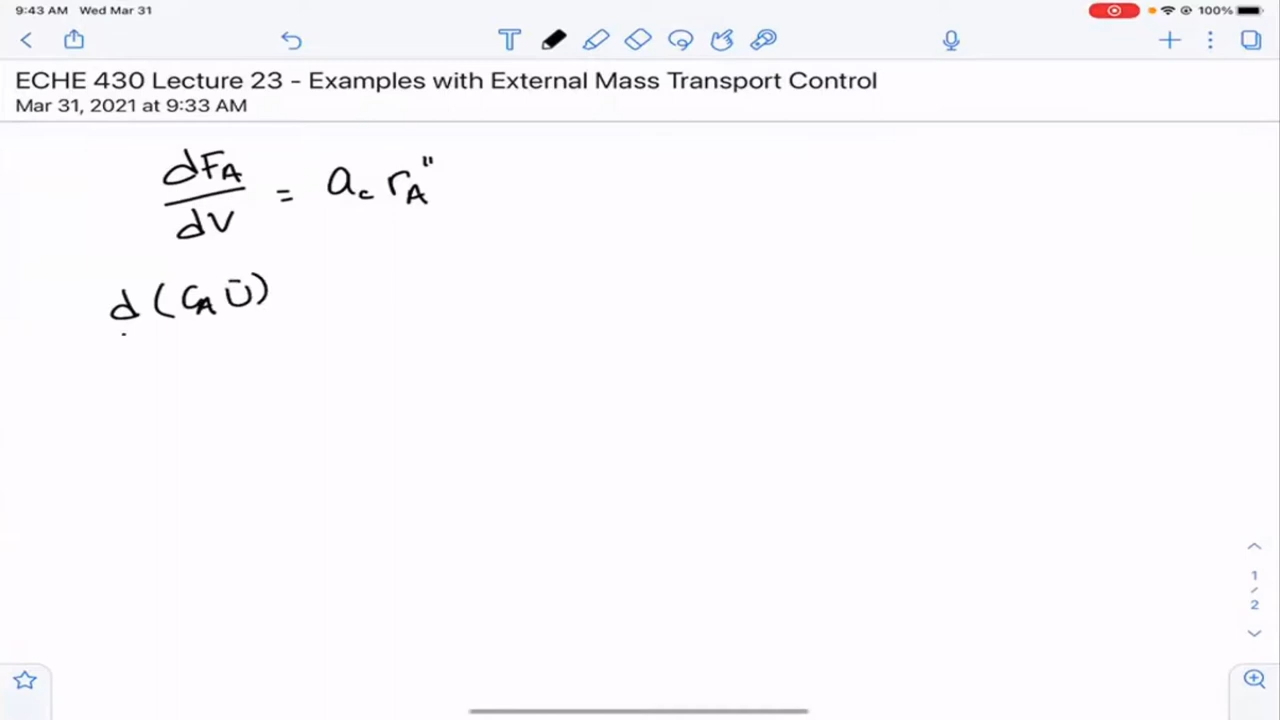 9:43 AM Wed Mar 31 100%
ECHE 430 Lecture 23 - Examples with External Mass Transport Control
Mar 31, 2021 at 9:33 AM
dFA
dV = ac rA"
d(CA U)
1
/
2